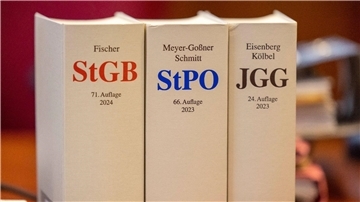 Fischer
StGB
71. Auflage
2024
Meyer-Goßner
Schmitt
StPO
66. Auflage
2023
Eisenberg
Kölbel
JGG
24. Auflage
2023